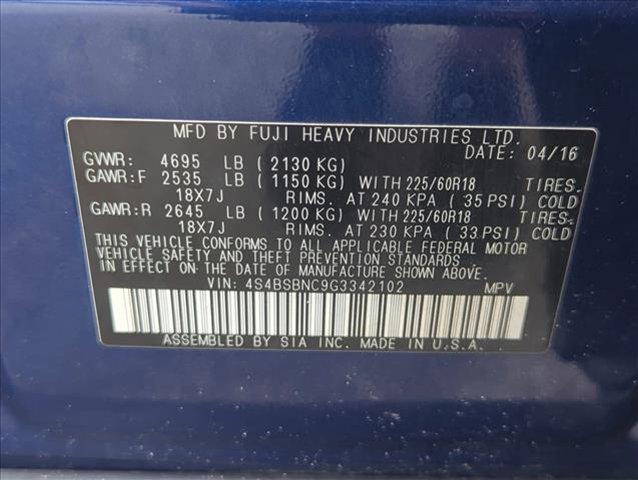 MFD BY FUJI HEAVY INDUSTRIES LTD.
DATE: 04/16
GVWR: 4695 LB (2130 KG)
GAWR:F 2535 LB (1150 KG) WITH 225/60R18 TIRES.
18X7J RIMS. AT 240 KPA (35 PSI) COLD
GAWR:R 2645 LB (1200 KG) WITH 225/60R18 TIRES.
18X7J RIMS. AT 230 KPA (33 PSI) COLD
THIS VEHICLE CONFORMS TO ALL APPLICABLE FEDERAL MOTOR
VEHICLE SAFETY AND THEFT PREVENTION STANDARDS
IN EFFECT ON THE DATE OF MANUFACTURE SHOWN ABOVE.
VIN: 4S4BSBNC9G3342102 MPV
ASSEMBLED BY SIA INC. MADE IN U.S.A.